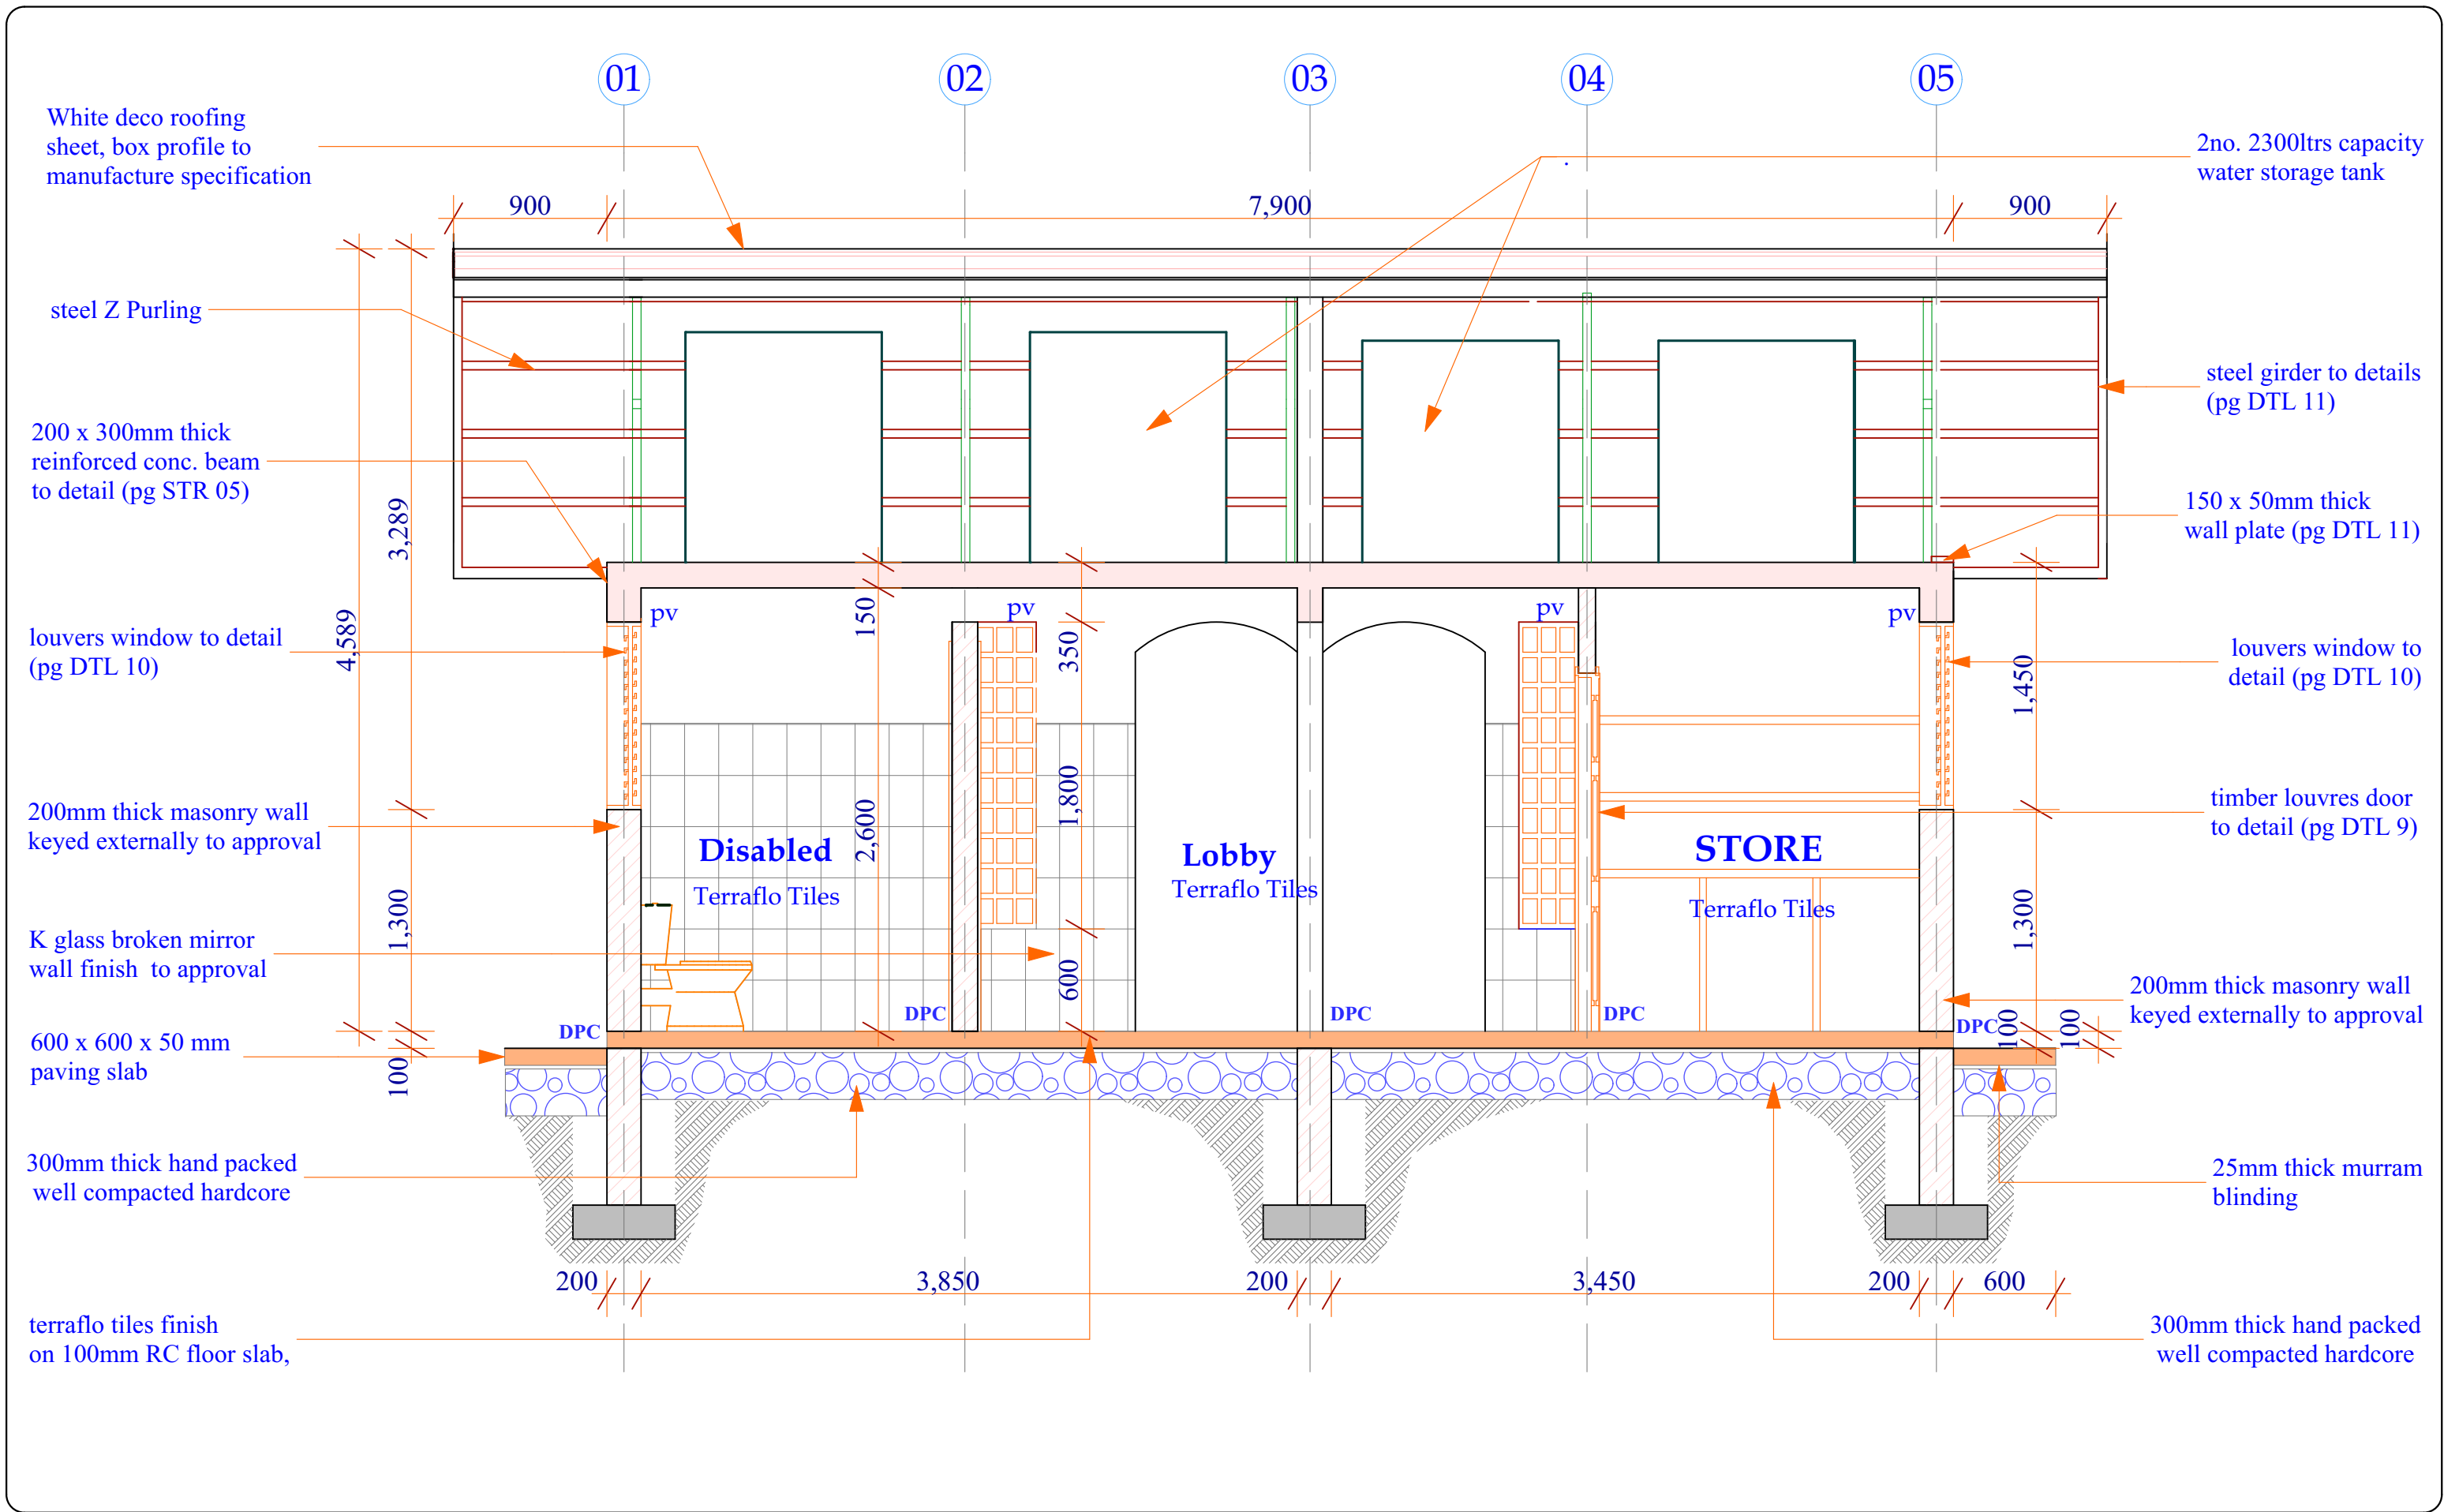 01
02
03
04
05
White deco roofing
sheet, box profile to
manufacture specification
2no. 2300ltrs capacity
water storage tank
900
7,900
900
steel Z Purling
steel girder to details
(pg DTL 11)
200 x 300mm thick
reinforced conc. beam
to detail (pg STR 05)
150 x 50mm thick
wall plate (pg DTL 11)
3,289
4,589
louvers window to detail
(pg DTL 10)
pv
150
pv
350
pv
pv
1,450
louvers window to
detail (pg DTL 10)
200mm thick masonry wall
keyed externally to approval
1,800
2,600
timber louvres door
to detail (pg DTL 9)
Disabled
Terraflo Tiles
Lobby
Terraflo Tiles
STORE
Terraflo Tiles
1,300
1,300
K glass broken mirror
wall finish to approval
600
200mm thick masonry wall
keyed externally to approval
DPC
DPC
DPC
DPC
DPC
100
100
600 x 600 x 50 mm
paving slab
100
300mm thick hand packed
well compacted hardcore
25mm thick murram
blinding
200
3,850
200
3,450
200
600
terraflo tiles finish
on 100mm RC floor slab,
300mm thick hand packed
well compacted hardcore